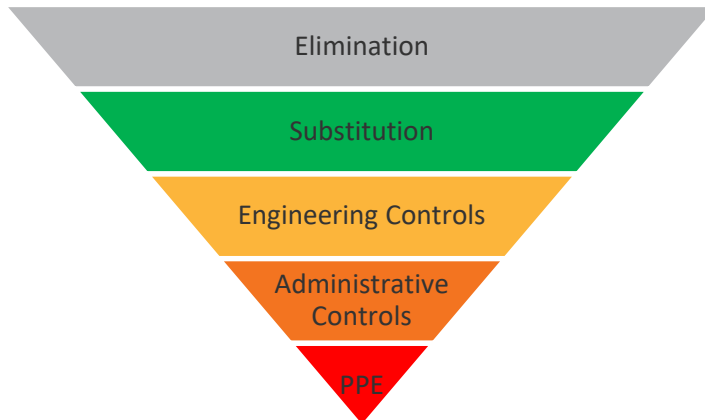 Elimination
Substitution
Engineering Controls
Administrative
Controls
PPE